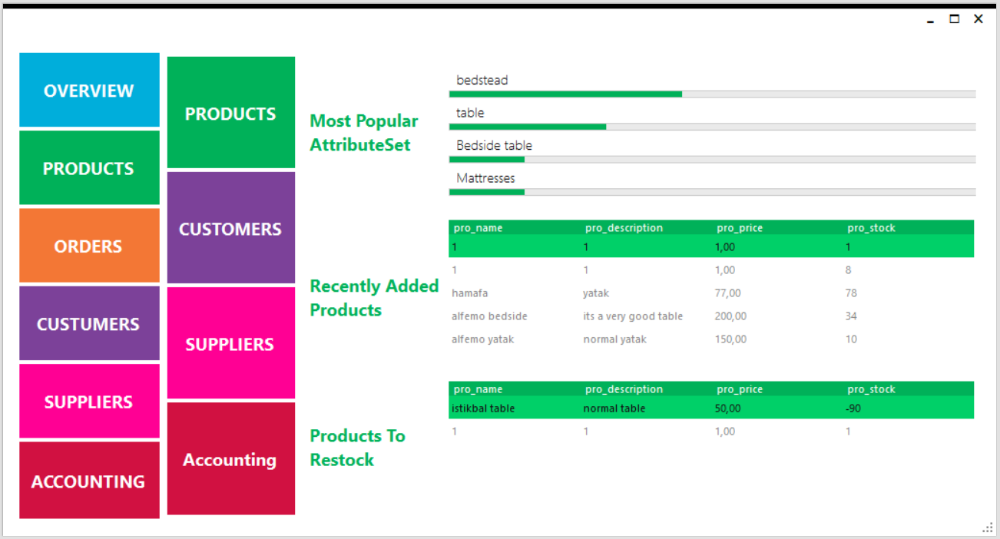 OVERVIEW
PRODUCTS
ORDERS
CUSTUMERS
SUPPLIERS
ACCOUNTING
PRODUCTS
CUSTOMERS
SUPPLIERS
Accounting
Most Popular
AttributeSet
bedstead
table
Bedside table
Mattresses
Recently Added
Products
pro_name pro_description pro_price pro_stock
1 1 1,00 1
1 1 1,00 8
hamafa yatak 77,00 78
alfemo bedside its a very good table 200,00 34
alfemo yatak normal yatak 150,00 10
Products To
Restock
pro_name pro_description pro_price pro_stock
istikbal table normal table 50,00 -90
1 1 1,00 1